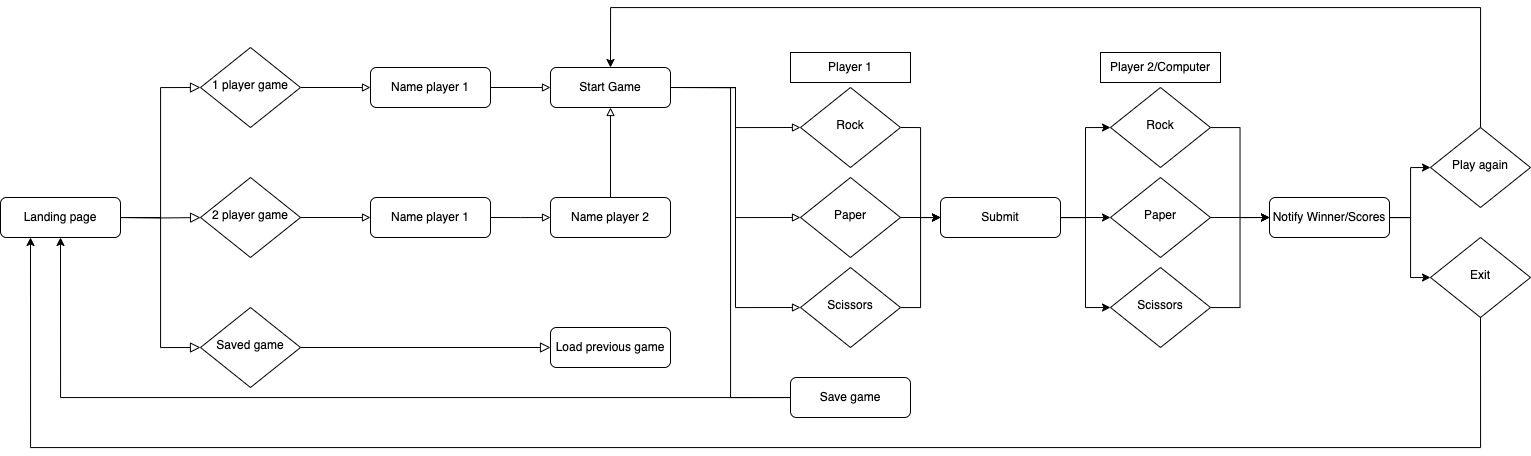 Player 1
Player 2/Computer
1 player game
Name player 1
Start Game
Rock
Rock
Play again
Landing page
2 player game
Name player 1
Name player 2
Paper
Submit
Paper
Notify Winner/Scores
Exit
Scissors
Scissors
Saved game
Load previous game
Save game